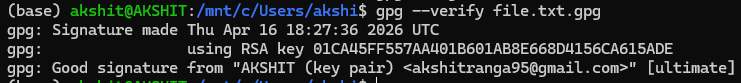 (base) akshit@AKSHIT:/mnt/c/Users/akshi$ gpg --verify file.txt.gpg
gpg: Signature made Thu Apr 16 18:27:36 2026 UTC
gpg:                using RSA key 01CA45FF557AA401B601AB8E668D4156CA615ADE
gpg: Good signature from "AKSHIT (key pair) <akshitranga95@gmail.com>" [ultimate]